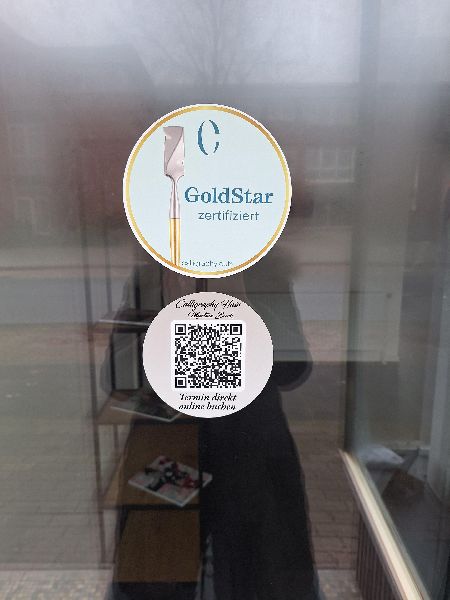 C
GoldStar
zertifiziert
Calligraphy Hair
Termin direkt
online buchen